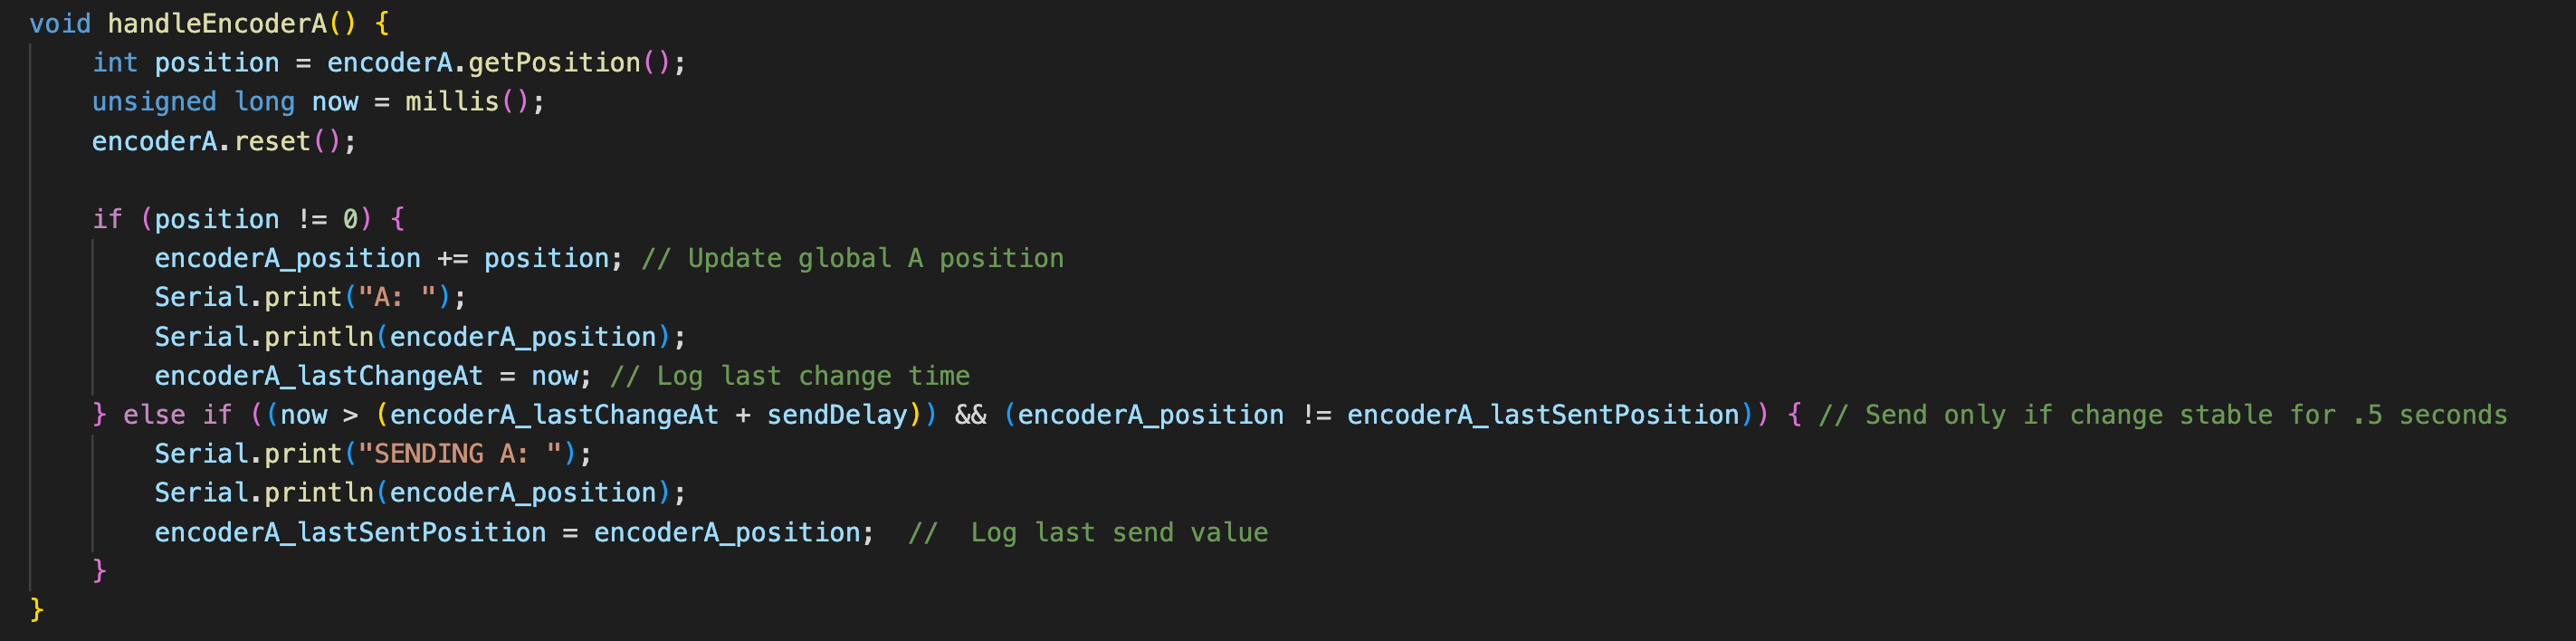 void handleEncoderA() {
    int position = encoderA.getPosition();
    unsigned long now = millis();
    encoderA.reset();

    if (position != 0) {
        encoderA_position += position; // Update global A position
        Serial.print("A: ");
        Serial.println(encoderA_position);
        encoderA_lastChangeAt = now; // Log last change time
    } else if ((now > (encoderA_lastChangeAt + sendDelay)) && (encoderA_position != encoderA_lastSentPosition)) { // Send only if change stable for .5 seconds
        Serial.print("SENDING A: ");
        Serial.println(encoderA_position);
        encoderA_lastSentPosition = encoderA_position;  //  Log last send value
    }
}